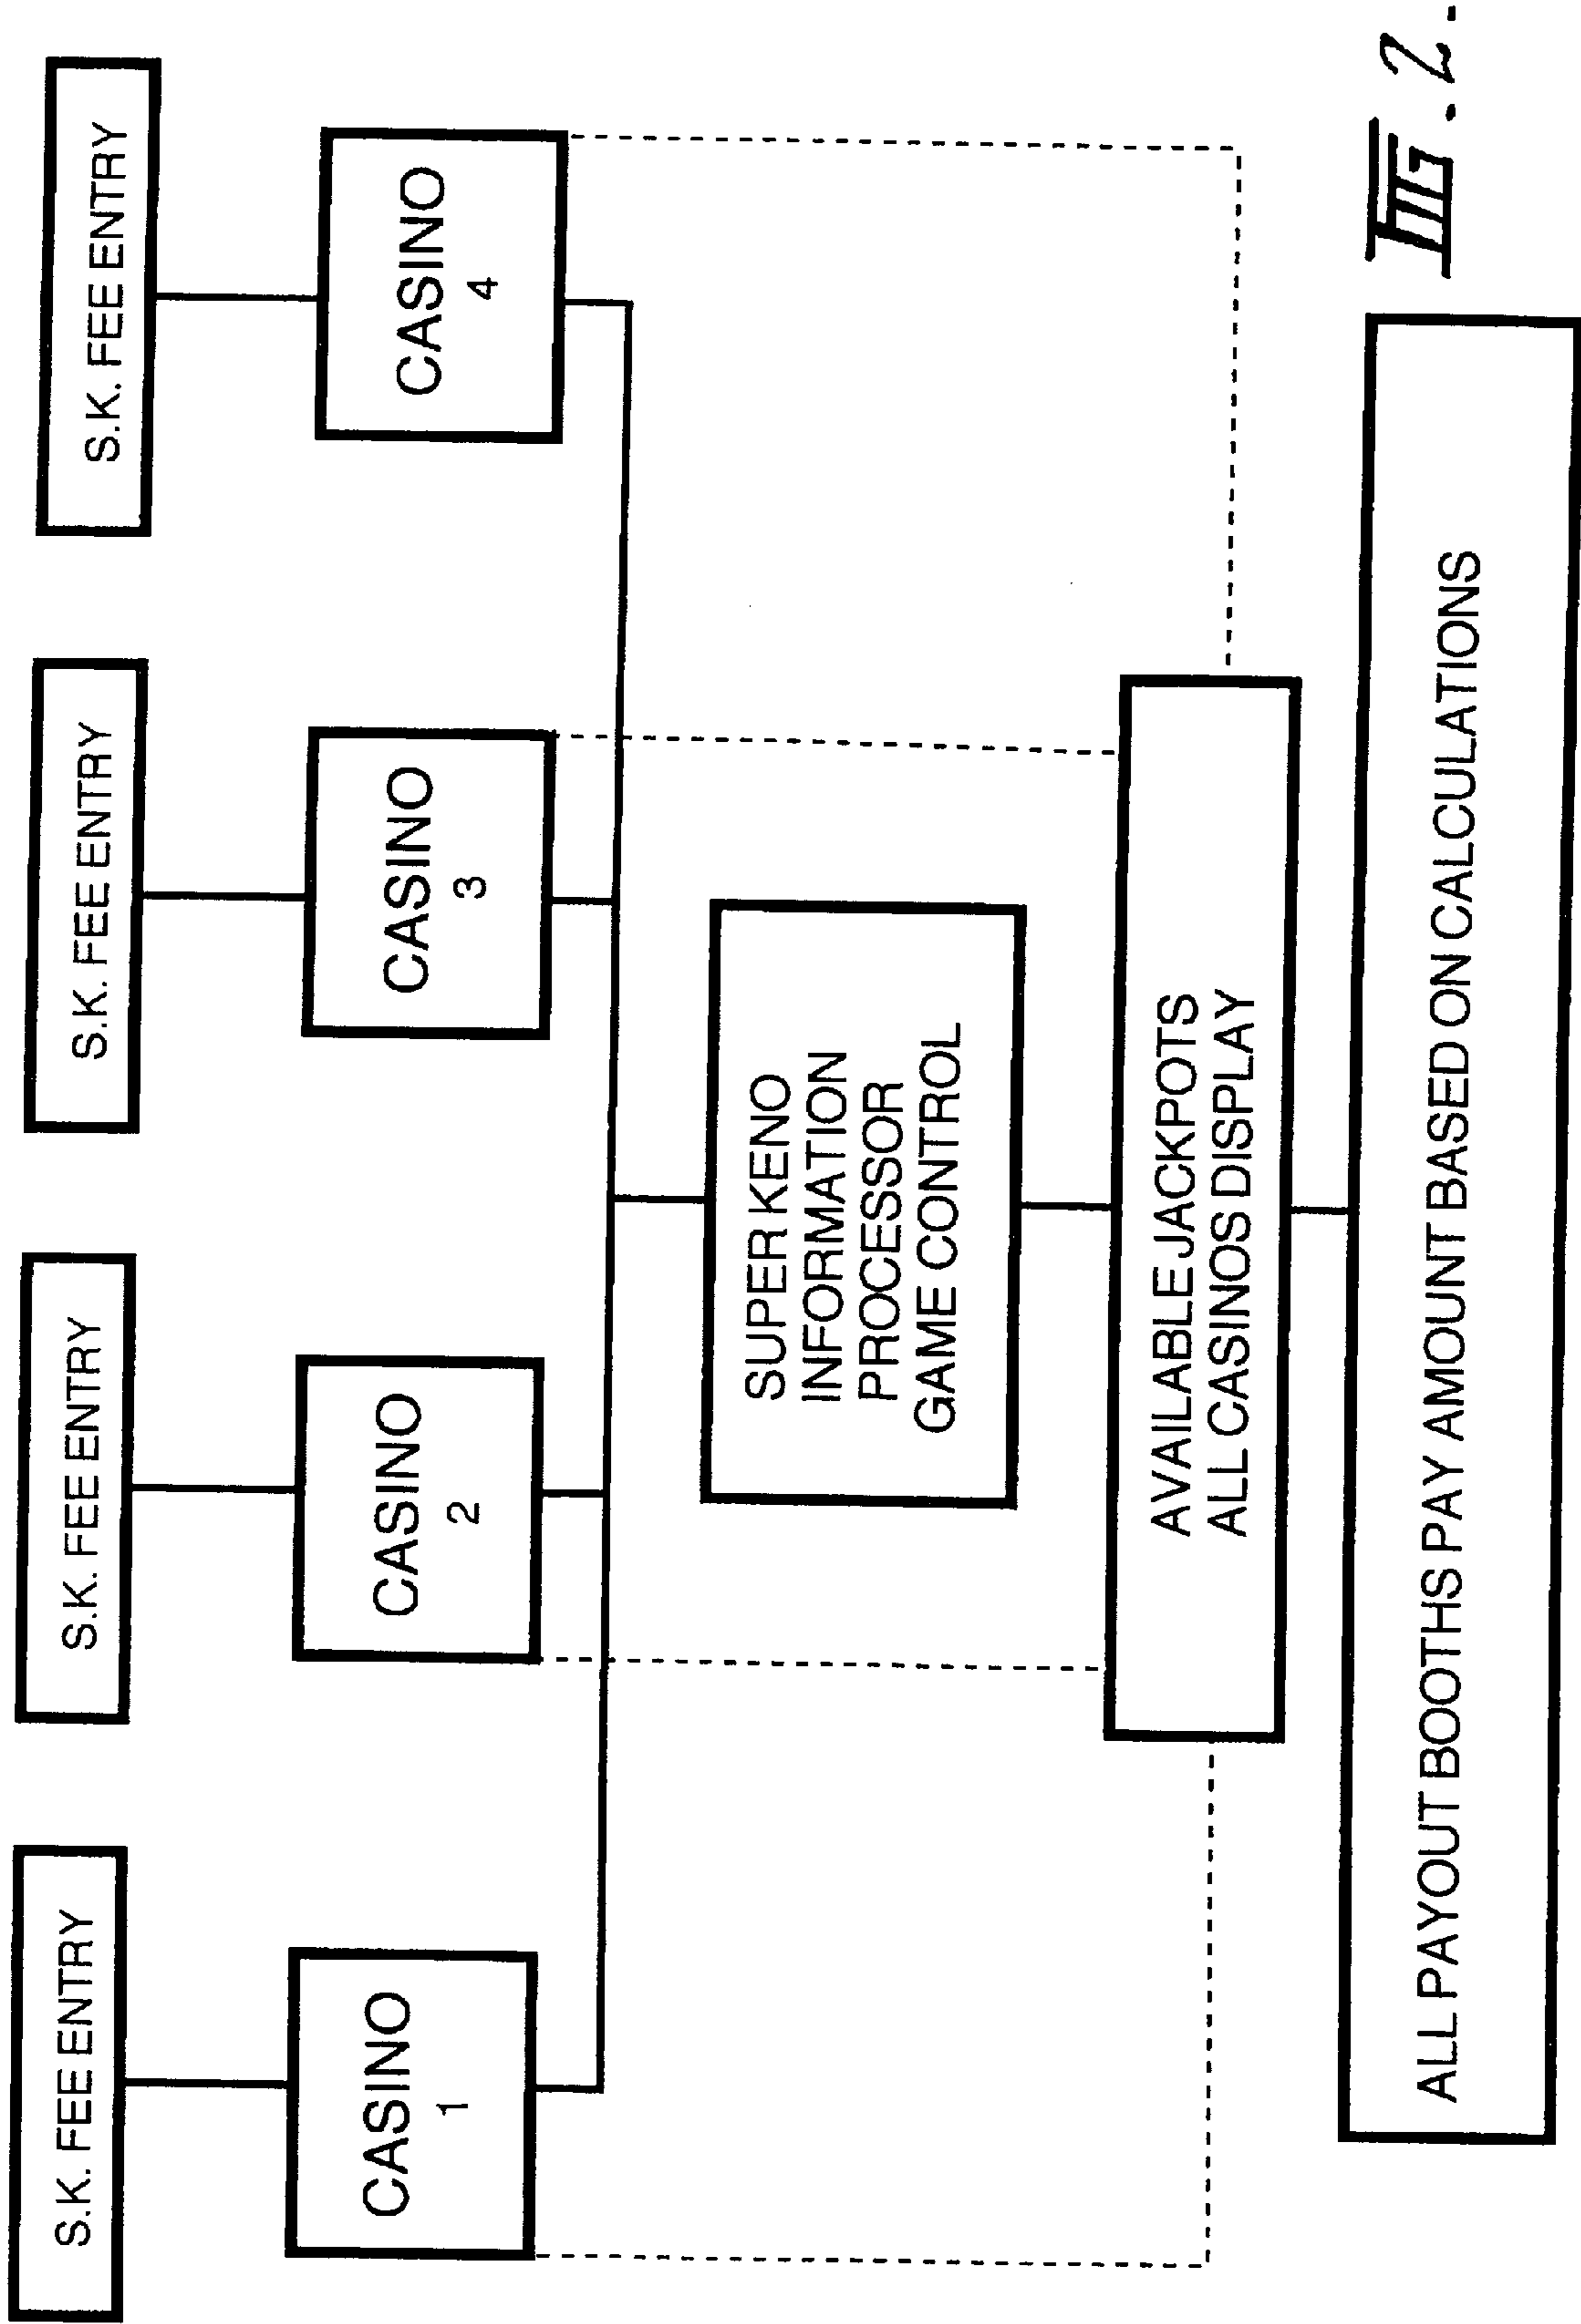 S.K. FEE ENTRY
S.K. FEE ENTRY
S.K. FEE ENTRY
S.K. FEE ENTRY
CASINO
1
CASINO
2
CASINO
3
CASINO
4
SUPER KENO
INFORMATION
PROCESSOR
GAME CONTROL
AVAILABLE JACKPOTS
ALL CASINOS DISPLAY
ALL PAYOUT BOOTHS PAY AMOUNT BASED ON CALCULATIONS
FIG. 2.